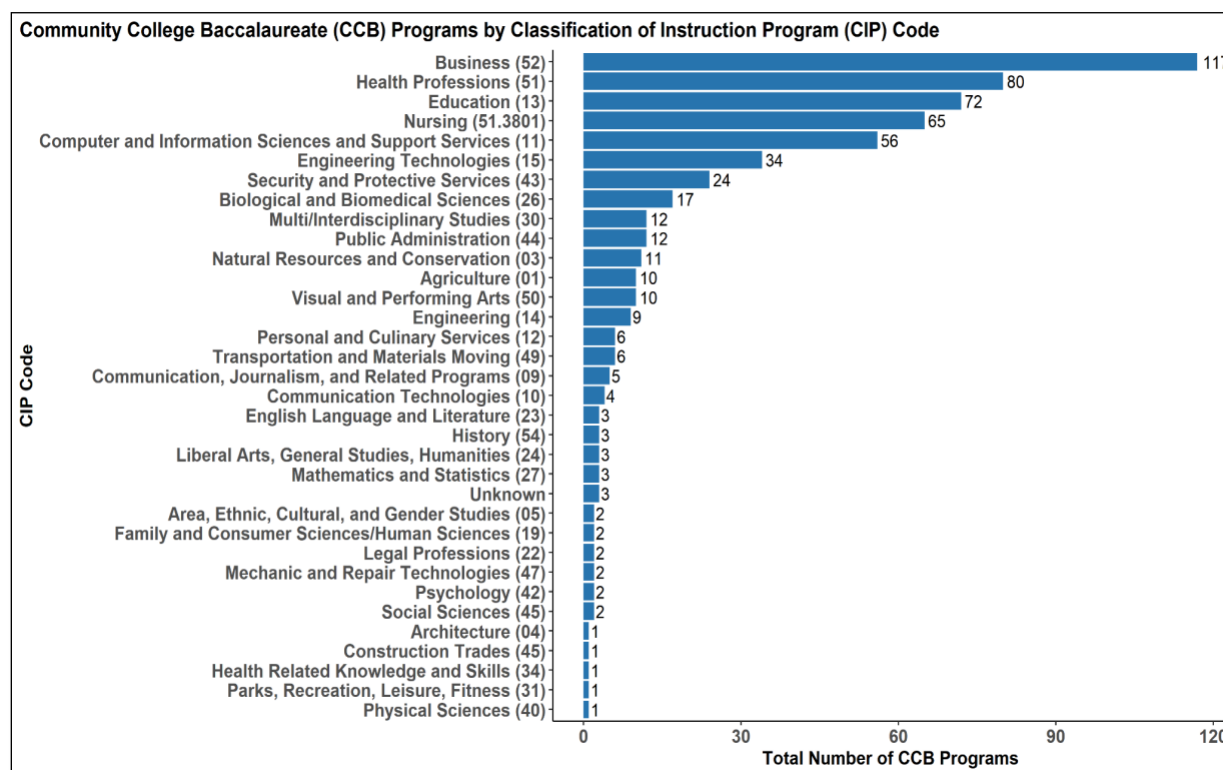 Community College Baccalaureate (CCB) Programs by Classification of Instruction Program (CIP) Code
Business (52) 117
Health Professions (51) 80
Education (13) 72
Nursing (51.3801) 65
Computer and Information Sciences and Support Services (11) 56
Engineering Technologies (15) 34
Security and Protective Services (43) 24
Biological and Biomedical Sciences (26) 17
Multi/Interdisciplinary Studies (30) 12
Public Administration (44) 12
Natural Resources and Conservation (03) 11
Agriculture (01) 10
Visual and Performing Arts (50) 10
Engineering (14) 9
Personal and Culinary Services (12) 6
Transportation and Materials Moving (49) 6
Communication, Journalism, and Related Programs (09) 5
Communication Technologies (10) 4
English Language and Literature (23) 3
History (54) 3
Liberal Arts, General Studies, Humanities (24) 3
Mathematics and Statistics (27) 3
Unknown 3
Area, Ethnic, Cultural, and Gender Studies (05) 2
Family and Consumer Sciences/Human Sciences (19) 2
Legal Professions (22) 2
Mechanic and Repair Technologies (47) 2
Psychology (42) 2
Social Sciences (45) 2
Architecture (04) 1
Construction Trades (45) 1
Health Related Knowledge and Skills (34) 1
Parks, Recreation, Leisure, Fitness (31) 1
Physical Sciences (40) 1
CIP Code
0 30 60 90 120
Total Number of CCB Programs